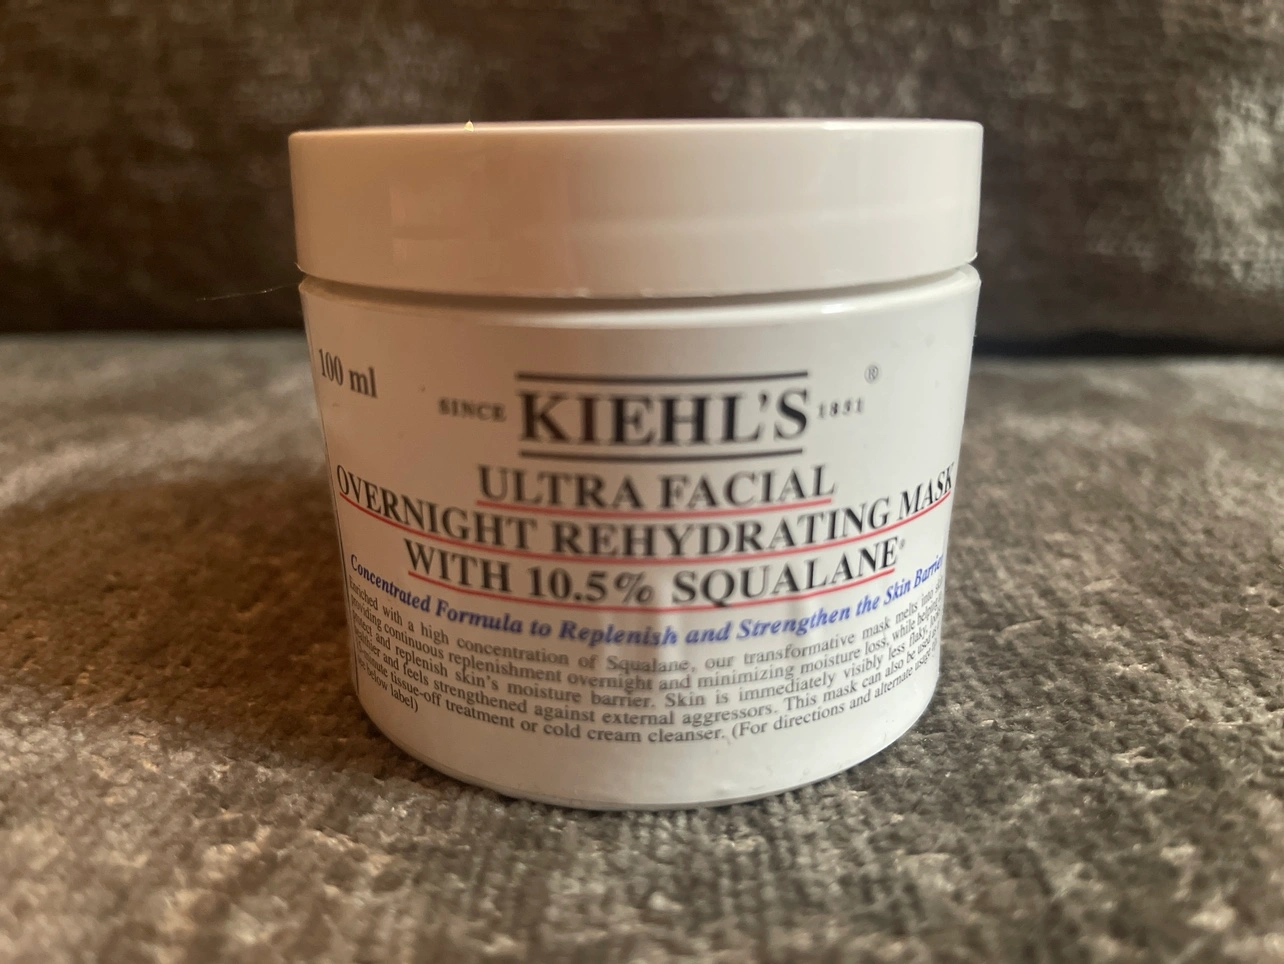 100 ml
SINCE KIEHL'S 1851 ®
ULTRA FACIAL
OVERNIGHT REHYDRATING MASK
WITH 10.5% SQUALANE
Concentrated Formula to Replenish and Strengthen the Skin Barrier
Enriched with a high concentration of Squalane, our transformative mask melts into
providing continuous replenishment overnight and minimizing moisture loss, while helping
protect and replenish skin's moisture barrier. Skin is immediately visibly less flaky,
and feels strengthened against external aggressors. This mask can also be used
tissue-off treatment or cold cream cleanser. (For directions and alternate usage
below label)